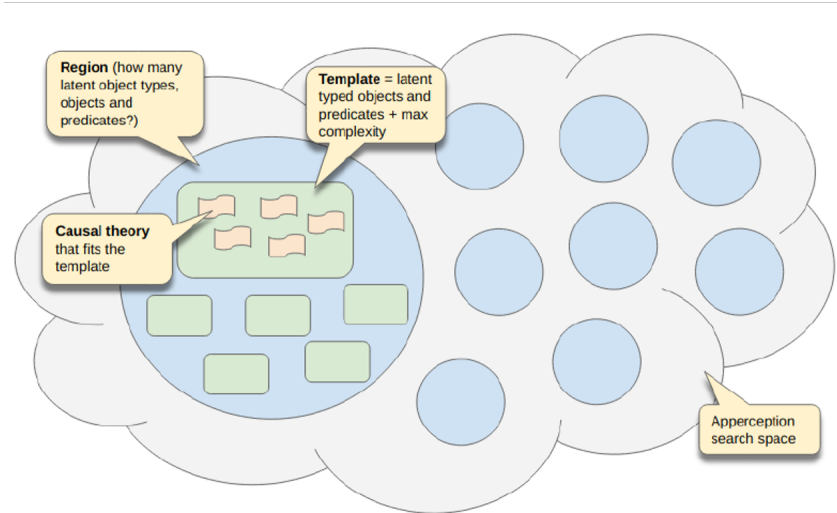 Region (how many
latent object types,
objects and
predicates?)
Template = latent
typed objects and
predicates + max
complexity
Causal theory
that fits the
template
Apperception
search space